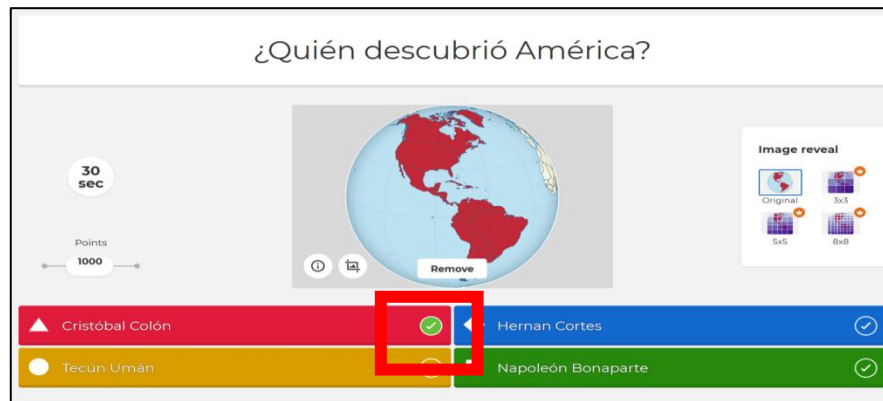 ¿Quién descubrió América?
30
sec
Points
1000
Remove
Image reveal
Original
3x3
5x5
8x8
Cristóbal Colón
Hernan Cortes
Tecún Umán
Napoleón Bonaparte